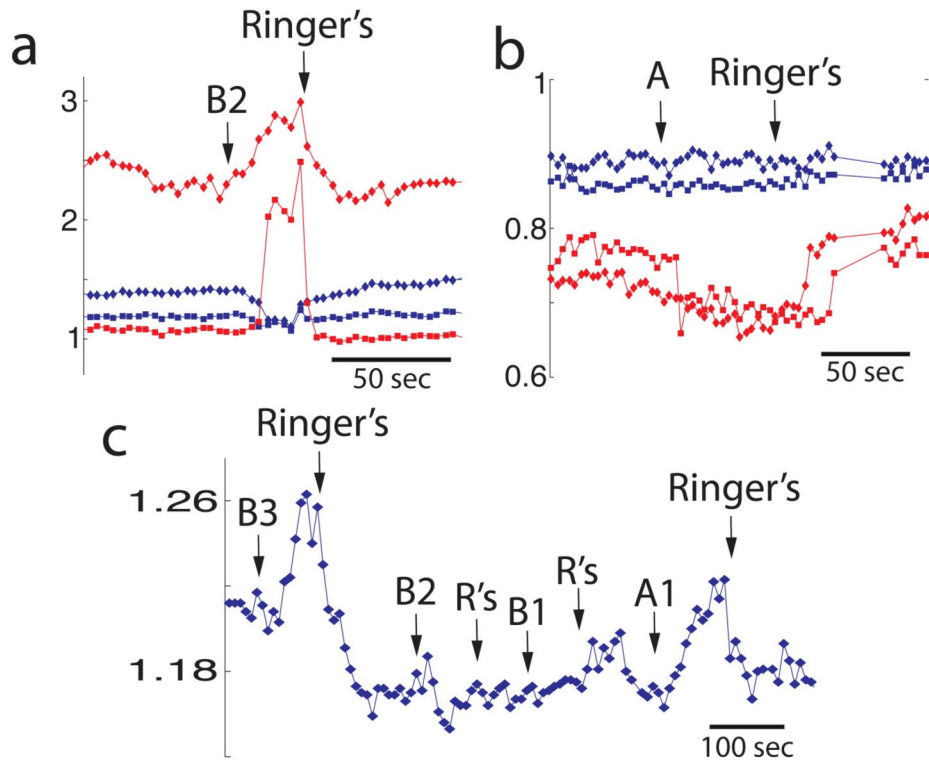 a
Ringer's
B2
3
2
1
50 sec
b
A
Ringer's
1
0.8
0.6
50 sec
c
Ringer's
B3
B2
R's
B1
R's
A1
Ringer's
1.26
1.18
100 sec